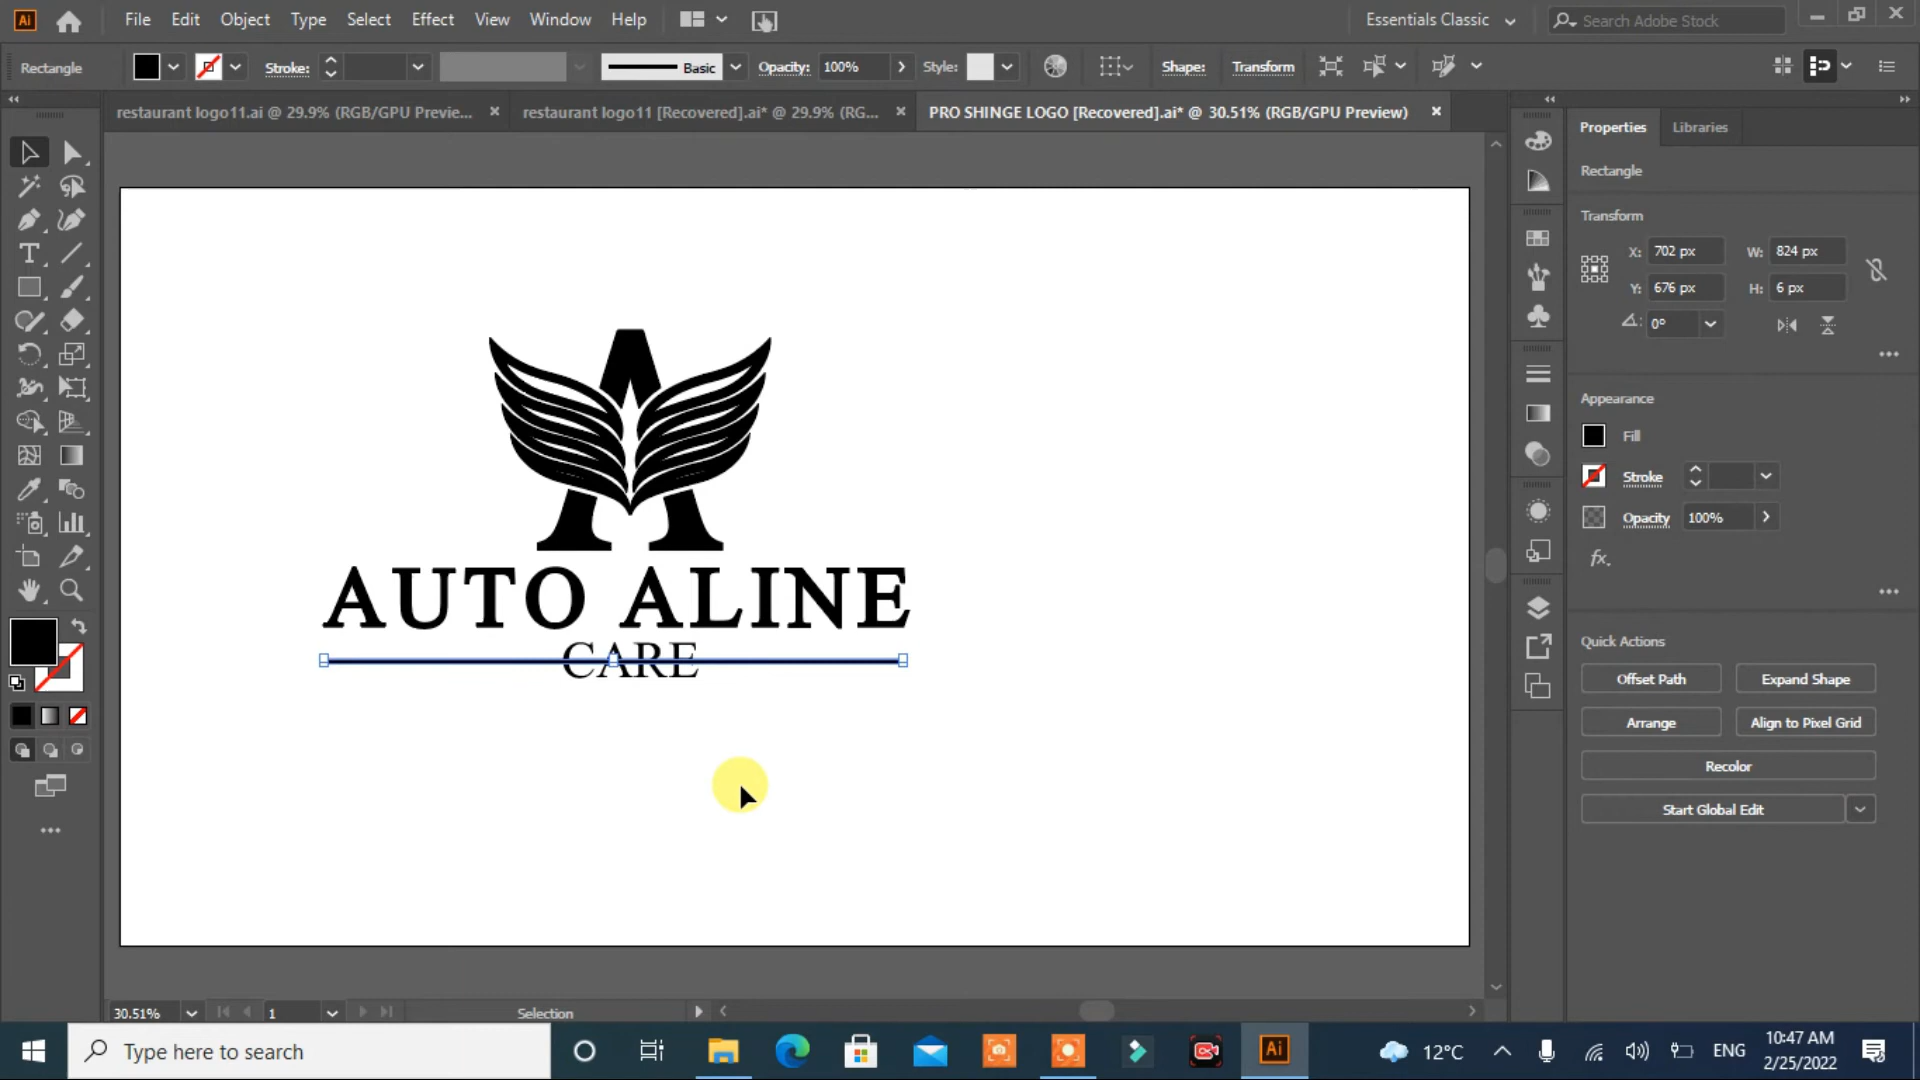 File Edit Object Type Select Effect View Window Help
Essentials Classic
Search Adobe Stock
Rectangle
Stroke:
Basic
Opacity: 100%
Style:
Shape:
Transform
restaurant logo11.ai @ 29.9% (RGB/GPU Previe...
restaurant logo11 [Recovered].ai* @ 29.9% (RG...
PRO SHINGE LOGO [Recovered].ai* @ 30.51% (RGB/GPU Preview)
Properties
Libraries
Rectangle
Transform
X: 702 px
W: 824 px
Y: 676 px
H: 6 px
0°
Appearance
Fill
Stroke
Opacity 100%
fx.
Quick Actions
Offset Path
Expand Shape
Arrange
Align to Pixel Grid
Recolor
Start Global Edit
A
AUTO ALINE
CARE
30.51%
1
Selection
Type here to search
Ai
12°C
ENG
10:47 AM
2/25/2022